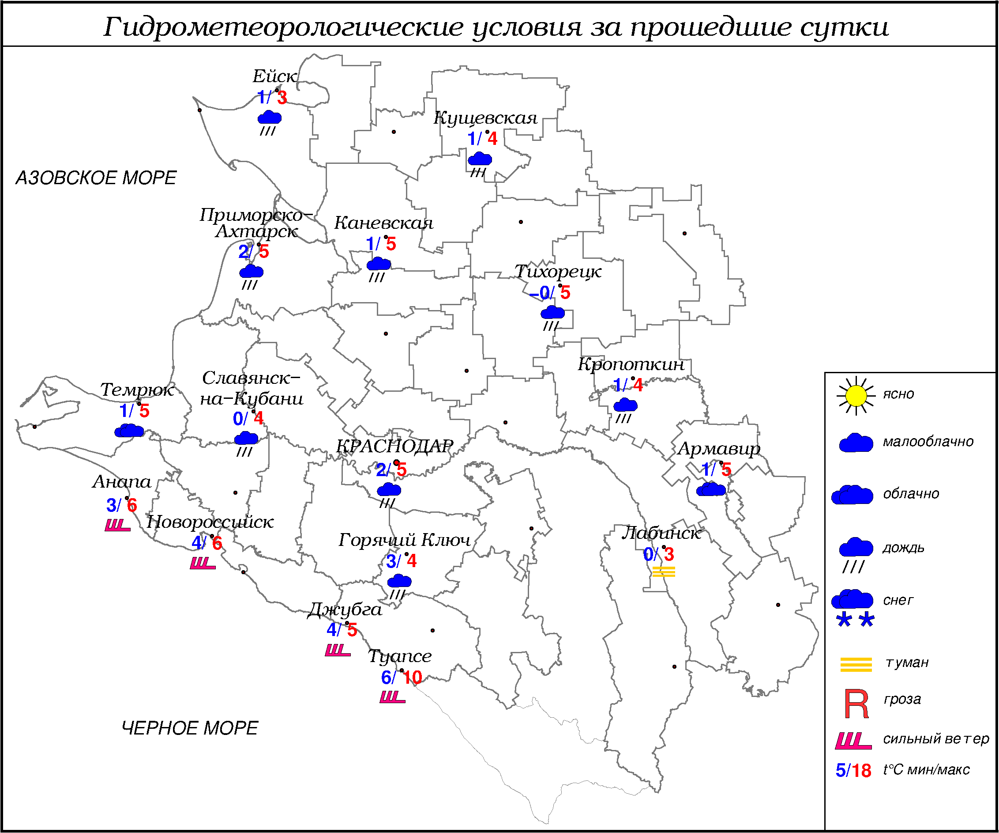 Гидрометеорологические условия за прошедшие сутки
Ейск
1/ 3
Кущевская
1/ 4
АЗОВСКОЕ МОРЕ
Приморско-
Ахтарск
2/ 5
Каневская
1/ 5
Тихорецк
-0/ 5
Кропоткин
1/ 4
Темрюк
1/ 5
Славянск-
на-Кубани
0/ 4
КРАСНОДАР
2/ 5
Армавир
1/ 5
Анапа
3/ 6
Новороссийск
4/ 6
Горячий Ключ
3/ 4
Лабинск
0/ 3
Джубга
4/ 5
Туапсе
6/ 10
ЧЕРНОЕ МОРЕ
ясно
малооблачно
облачно
дождь
снег
туман
R гроза
сильный ветер
5/18 t°C мин/макс